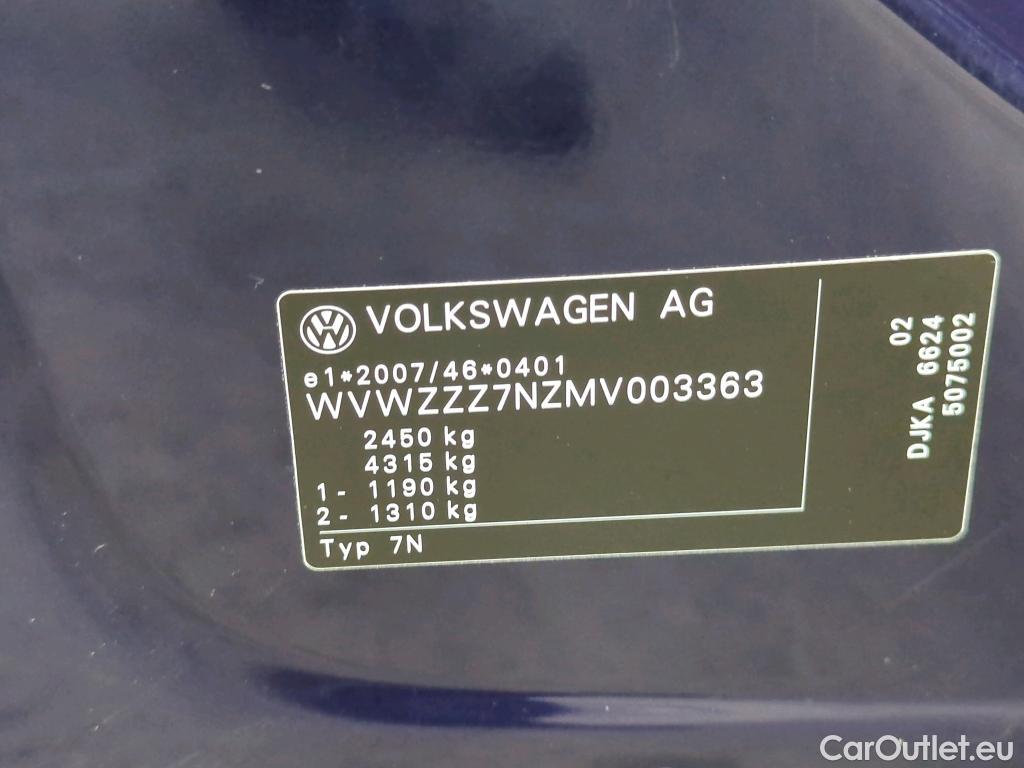 VOLKSWAGEN AG
e1*2007/46*0401
WVWZZZ7NZMV003363
2450 kg
4315 kg
1- 1190 kg
2- 1310 kg
Typ 7N
02
DJKA 6624
5075002
CarOutlet.eu